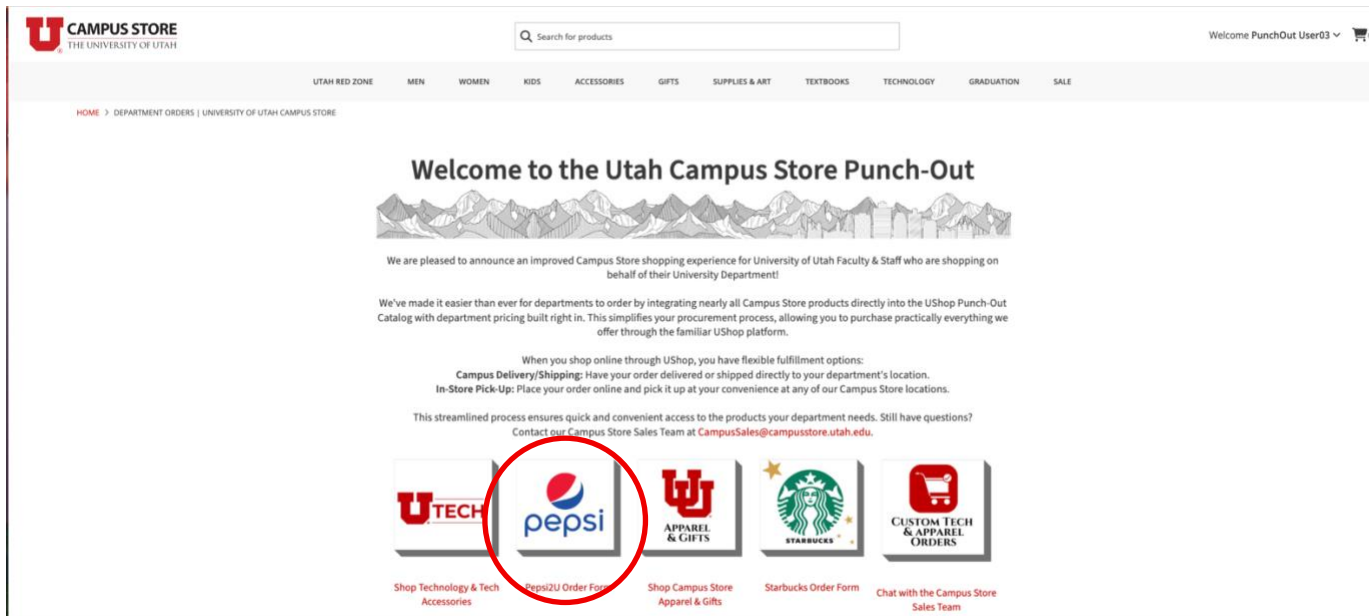 CAMPUS STORE
THE UNIVERSITY OF UTAH
Search for products
Welcome PunchOut User03
UTAH RED ZONE MEN WOMEN KIDS ACCESSORIES GIFTS SUPPLIES & ART TEXTBOOKS TECHNOLOGY GRADUATION SALE
HOME > DEPARTMENT ORDERS | UNIVERSITY OF UTAH CAMPUS STORE
Welcome to the Utah Campus Store Punch-Out
We are pleased to announce an improved Campus Store shopping experience for University of Utah Faculty & Staff who are shopping on
behalf of their University Department!
We've made it easier than ever for departments to order by integrating nearly all Campus Store products directly into the UShop Punch-Out
Catalog with department pricing built right in. This simplifies your procurement process, allowing you to purchase practically everything we
offer through the familiar UShop platform.
When you shop online through UShop, you have flexible fulfillment options:
Campus Delivery/Shipping: Have your order delivered or shipped directly to your department's location.
In-Store Pick-Up: Place your order online and pick it up at your convenience at any of our Campus Store locations.
This streamlined process ensures quick and convenient access to the products your department needs. Still have questions?
Contact our Campus Store Sales Team at CampusSales@campusstore.utah.edu.
U TECH
pepsi
U
APPAREL
& GIFTS
STARBUCKS
CUSTOM TECH
& APPAREL
ORDERS
Shop Technology & Tech
Accessories
Pepsi2U Order Form
Shop Campus Store
Apparel & Gifts
Starbucks Order Form
Chat with the Campus Store
Sales Team